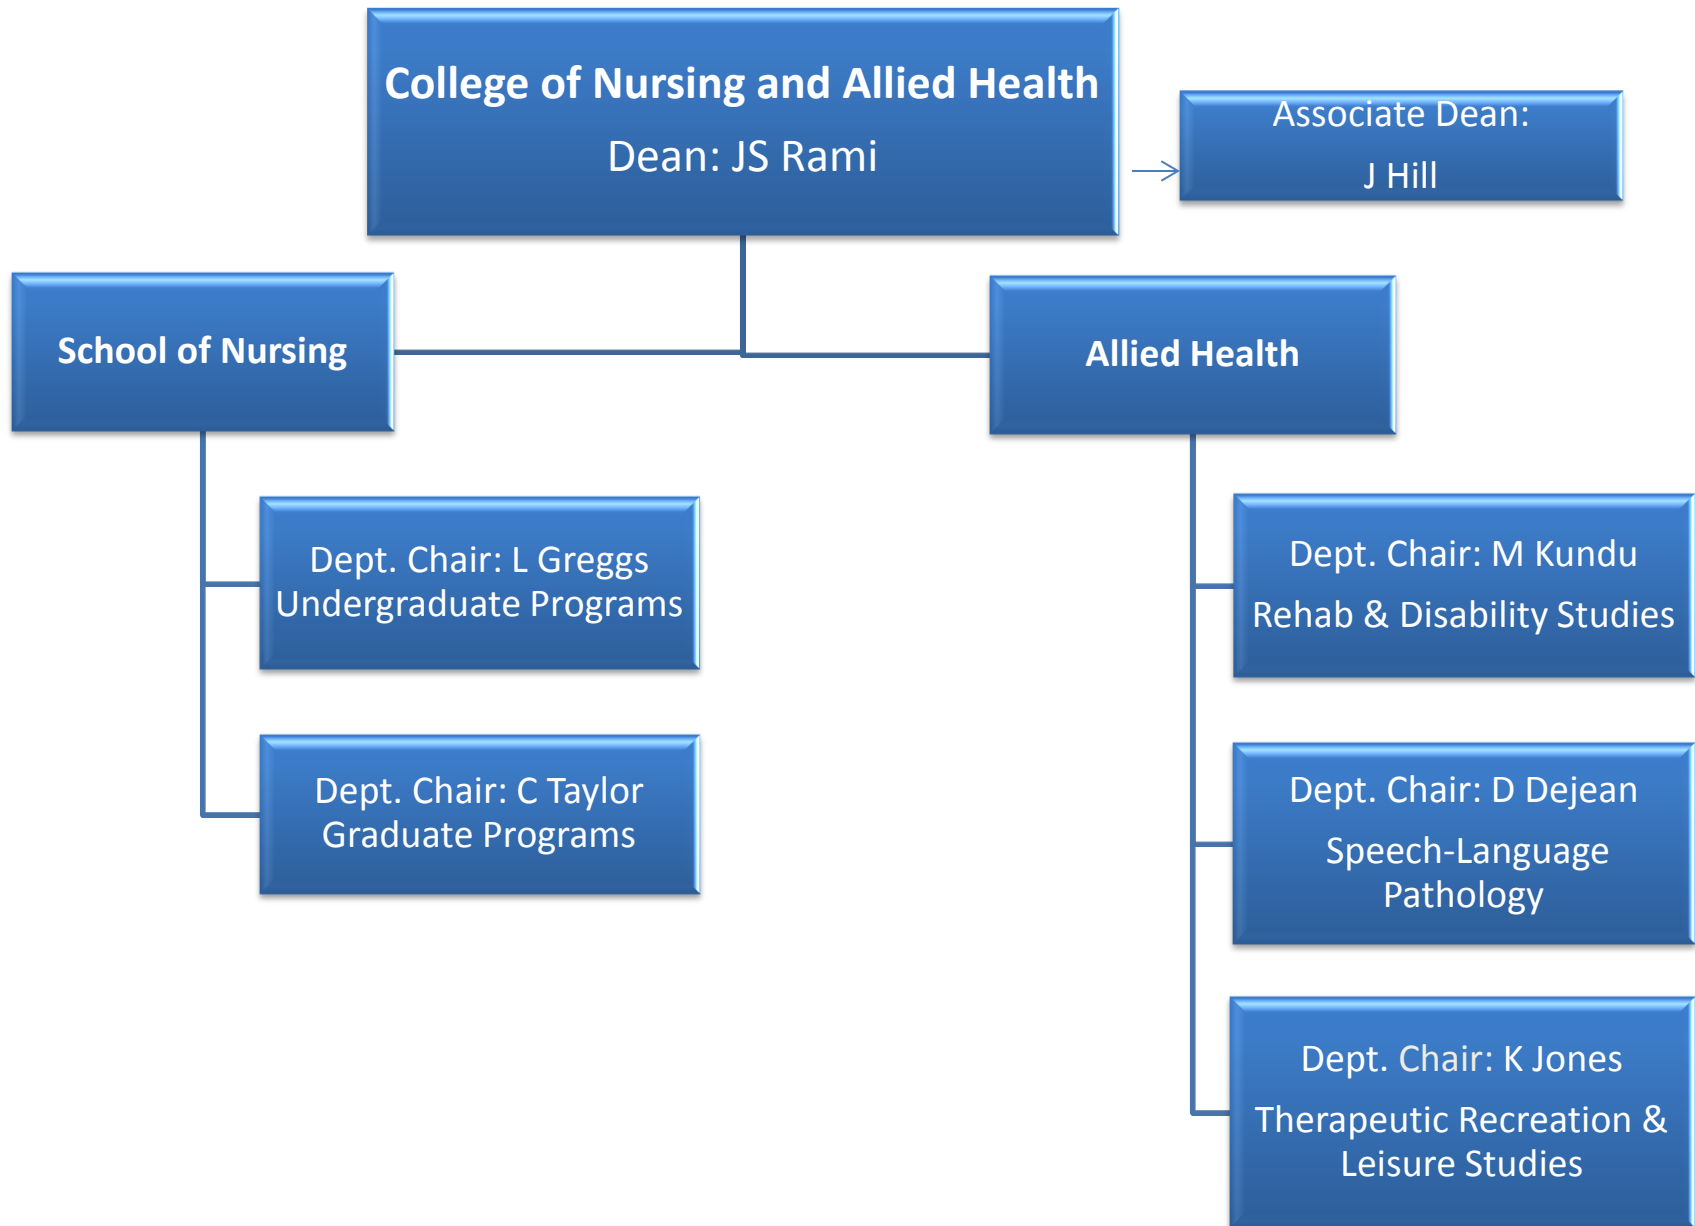 College of Nursing and Allied Health
Dean: JS Rami
Associate Dean:
J Hill
School of Nursing
Allied Health
Dept. Chair: L Greggs
Undergraduate Programs
Dept. Chair: C Taylor
Graduate Programs
Dept. Chair: M Kundu
Rehab & Disability Studies
Dept. Chair: D Dejean
Speech-Language
Pathology
Dept. Chair: K Jones
Therapeutic Recreation &
Leisure Studies